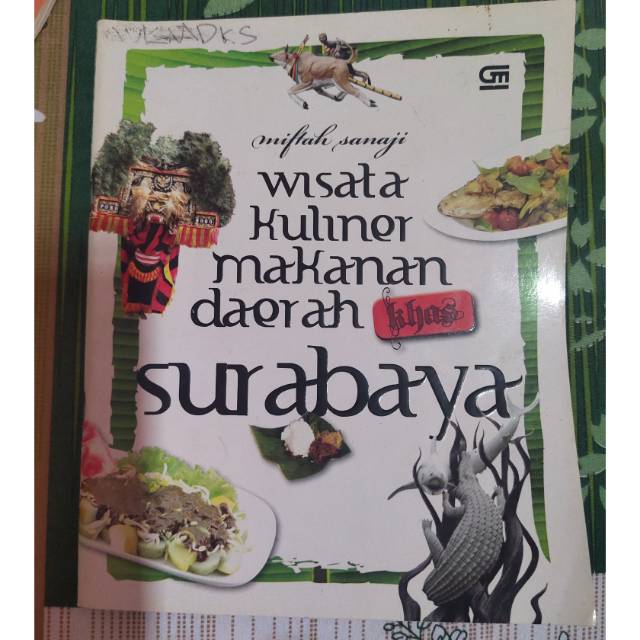 miftah sanaji
wisata
kuliner
makanan
daerah khas
surabaya